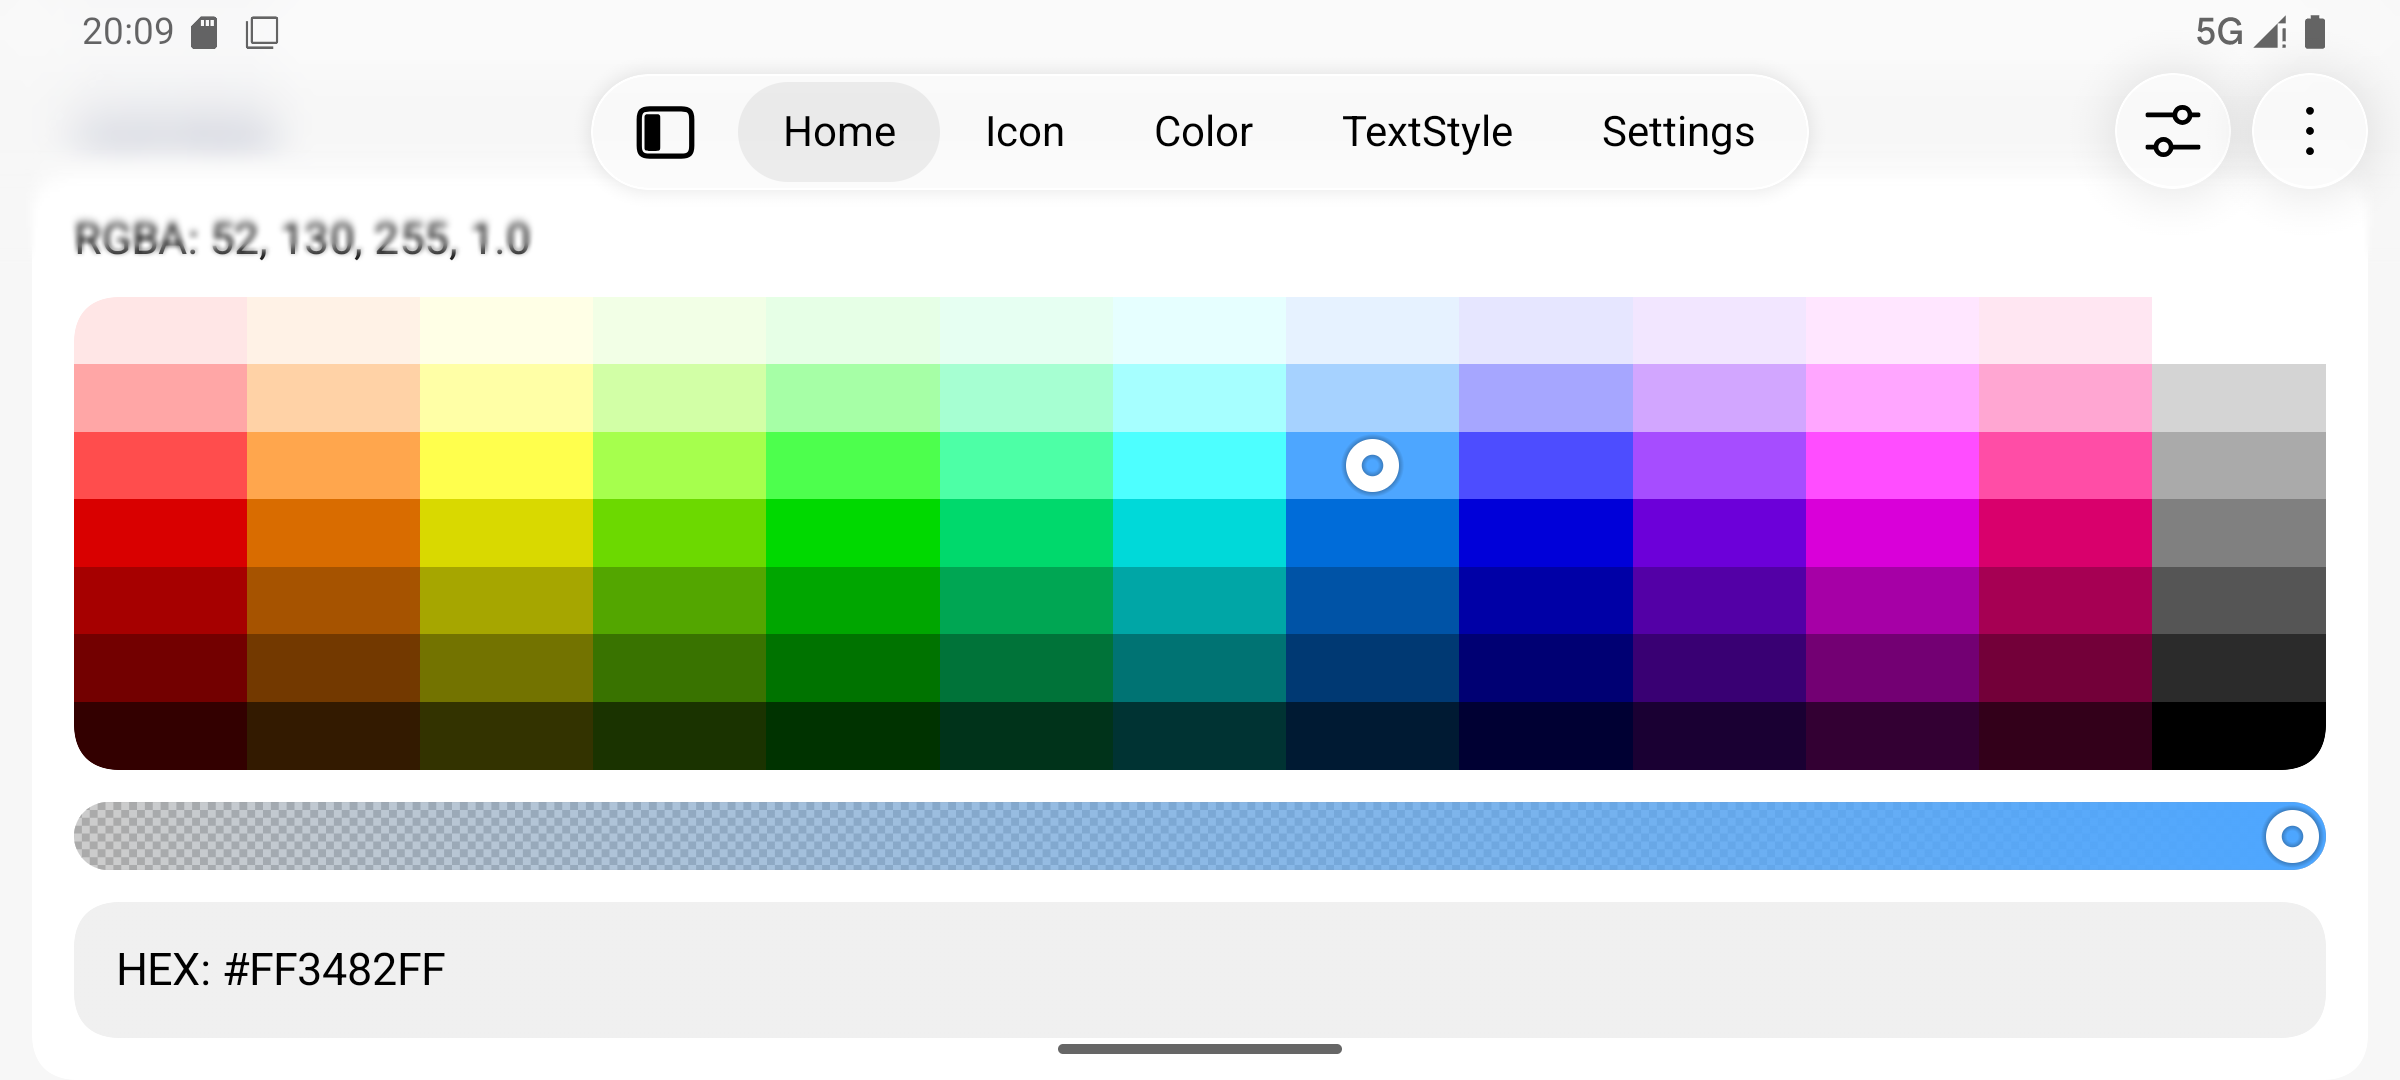 20:09 5G
Home Icon Color TextStyle Settings
RGBA: 52, 130, 255, 1.0
HEX: #FF3482FF